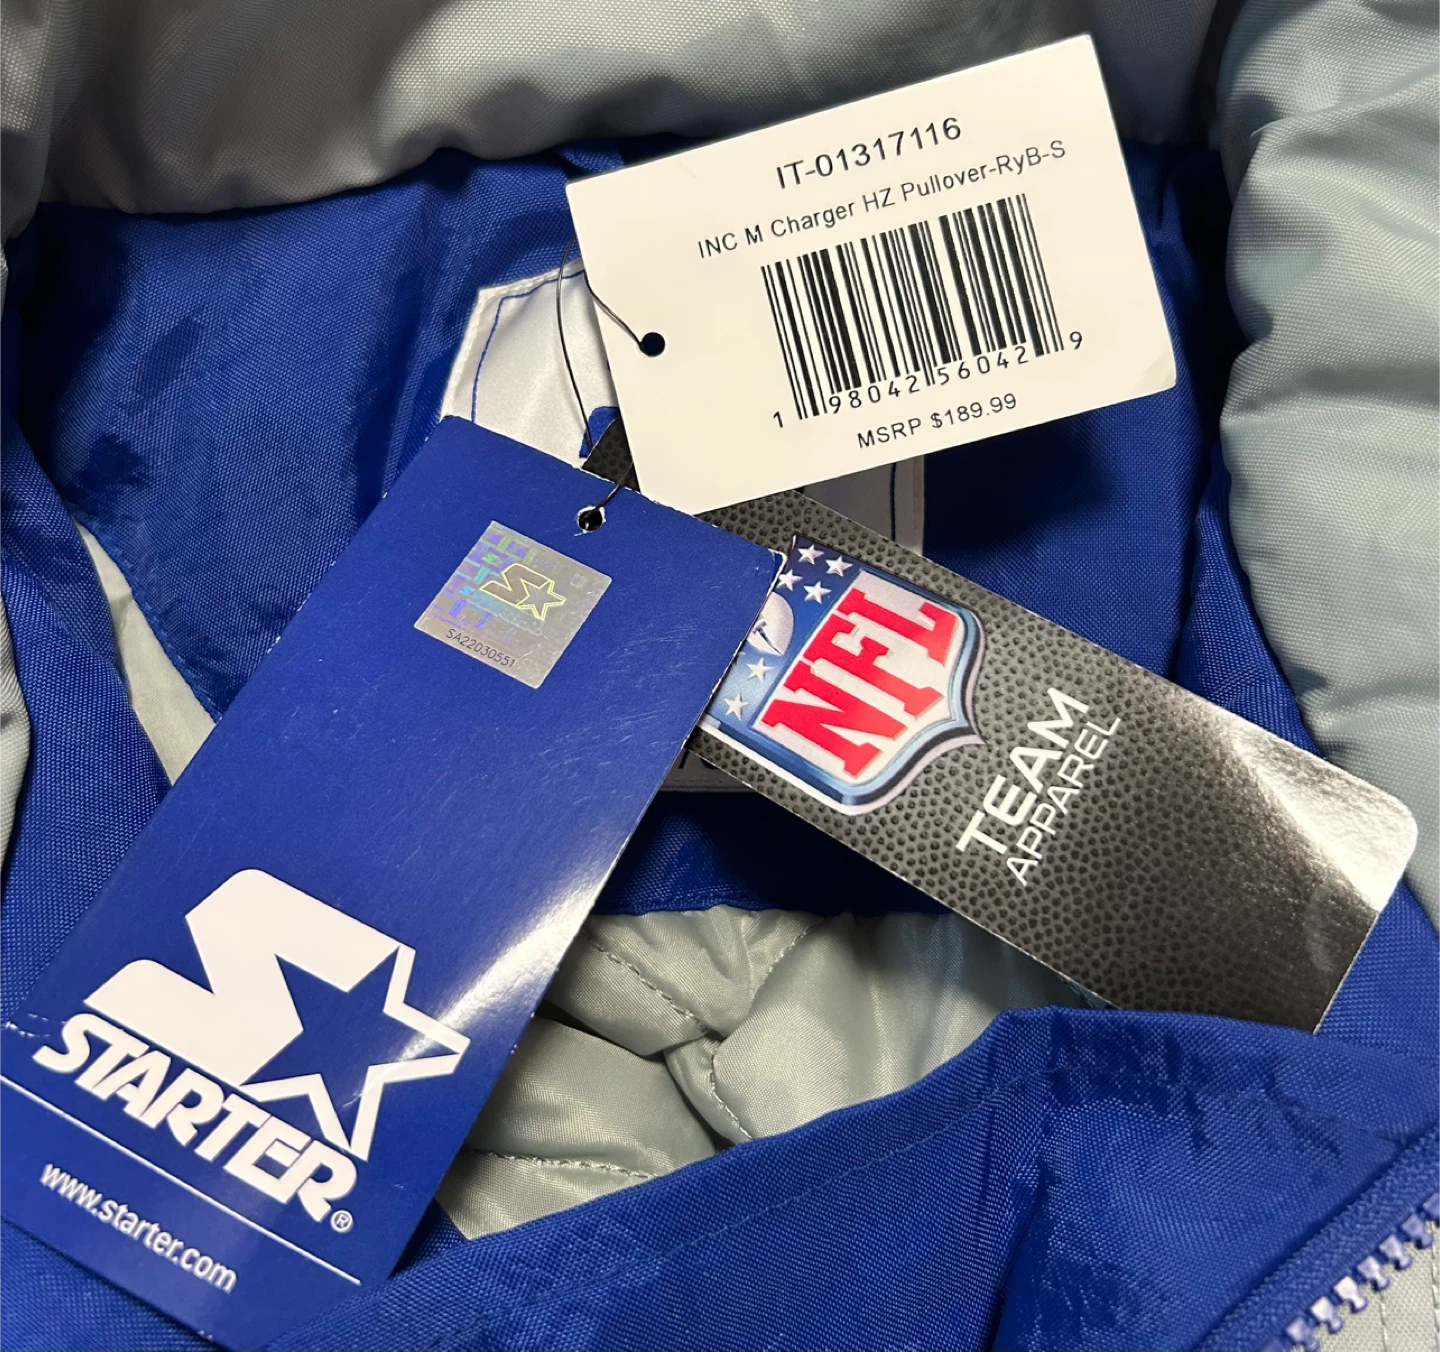 IT-01317116
INC M Charger HZ Pullover-RyB-S
1 98042 56042 9
MSRP $189.99
SA22030551
NFL
TEAM
APPAREL
STARTER®
www.starter.com